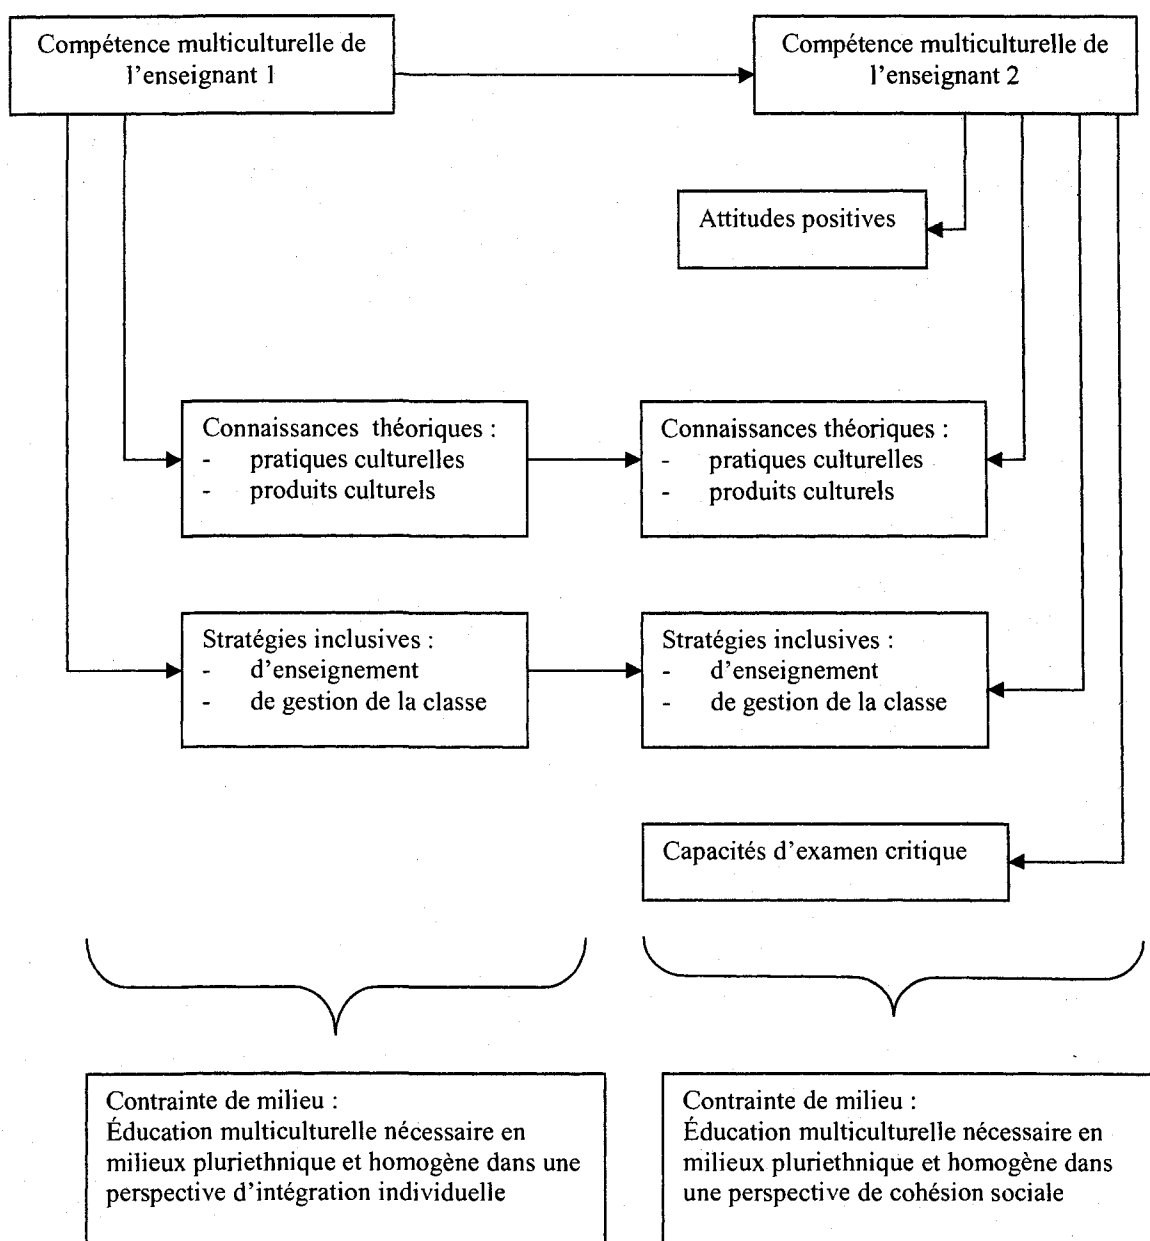 Compétence multiculturelle de
l'enseignant 1
Compétence multiculturelle de
l'enseignant 2
Attitudes positives
Connaissances théoriques :
- pratiques culturelles
- produits culturels
Connaissances théoriques :
- pratiques culturelles
- produits culturels
Stratégies inclusives :
- d'enseignement
- de gestion de la classe
Stratégies inclusives :
- d'enseignement
- de gestion de la classe
Capacités d'examen critique
Contrainte de milieu :
Éducation multiculturelle nécessaire en
milieux pluriethnique et homogène dans une
perspective d'intégration individuelle
Contrainte de milieu :
Éducation multiculturelle nécessaire en
milieux pluriethnique et homogène dans
une perspective de cohésion sociale